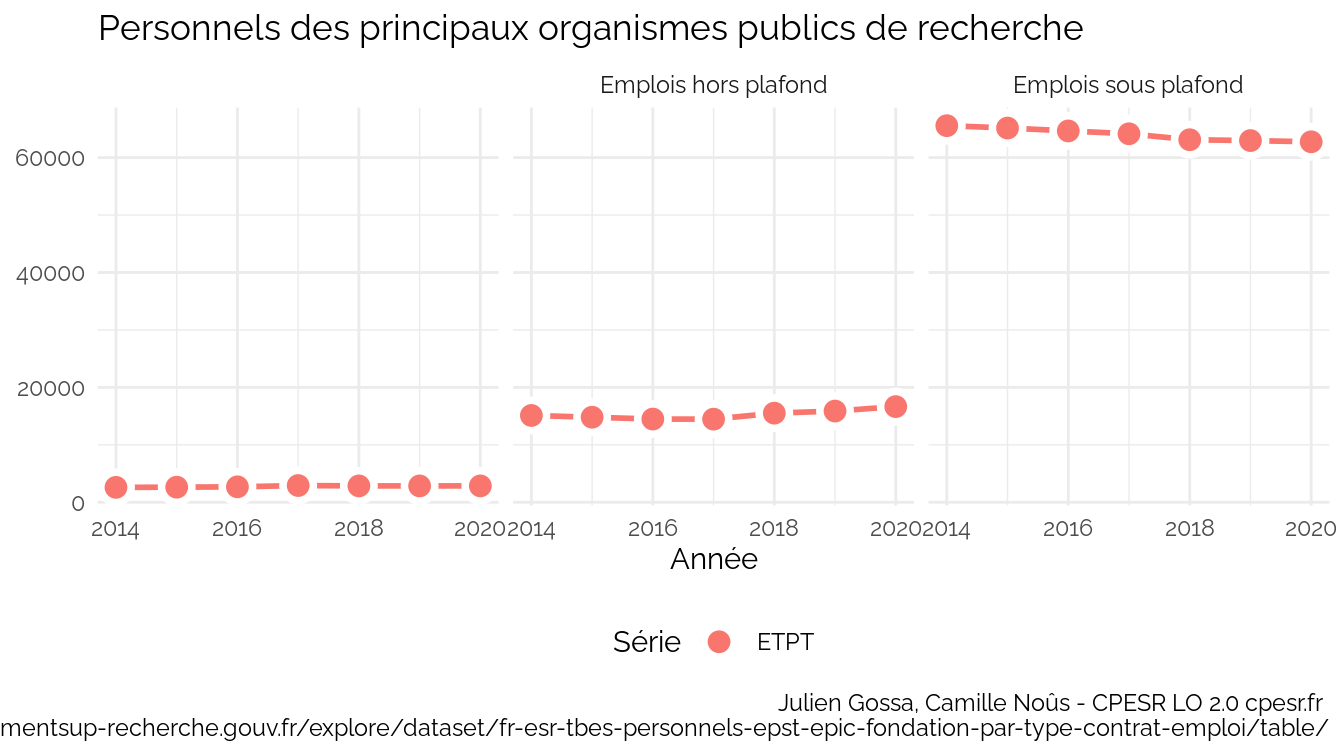 Personnels des principaux organismes publics de recherche
Emplois hors plafond
Emplois sous plafond
60000
40000
20000
0
2014 2016 2018 2020 2014 2016 2018 2020 2014 2016 2018 2020
Année
Série ETPT
Julien Gossa, Camille Noûs - CPESR LO 2.0 cpesr.fr
mentsup-recherche.gouv.fr/explore/dataset/fr-esr-tbes-personnels-epst-epic-fondation-par-type-contrat-emploi/table/